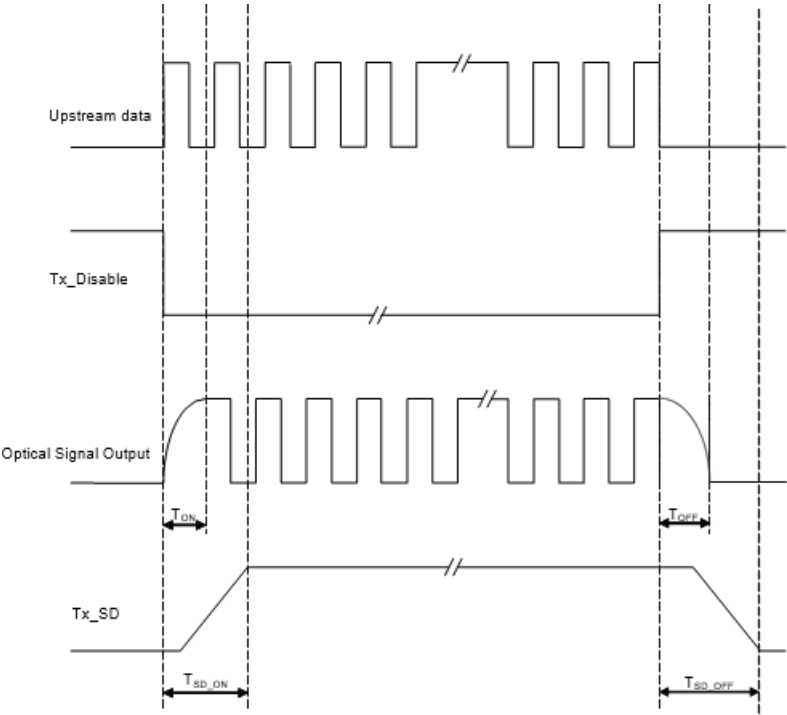 Upstream data
Tx_Disable
Optical Signal Output
TON
TOFF
Tx_SD
TSD_ON
TSD_OFF